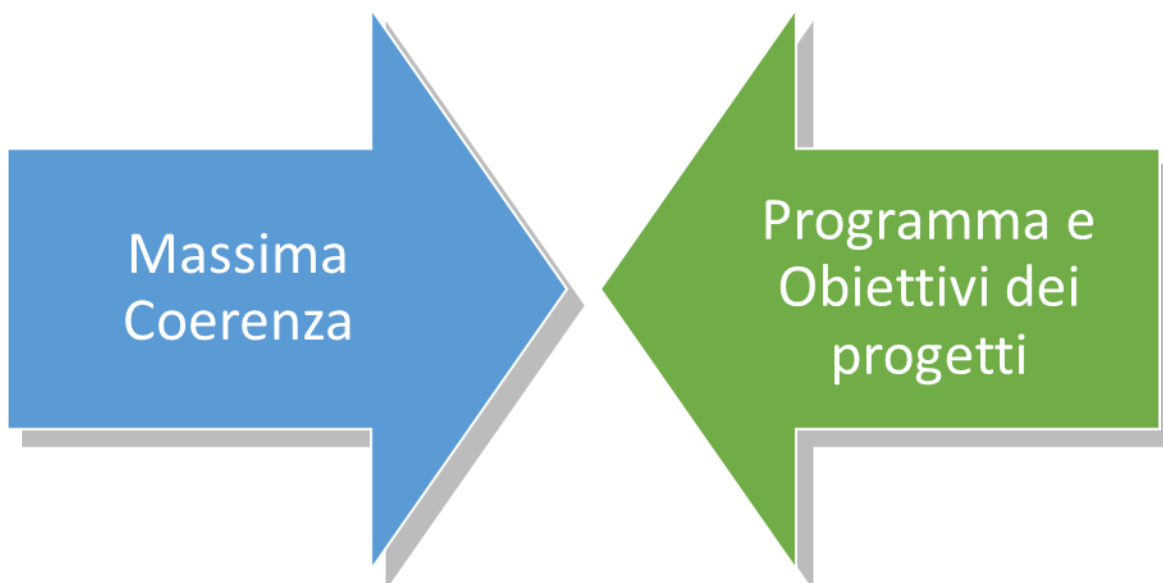 Massima
Coerenza
Programma e
Obiettivi dei
progetti